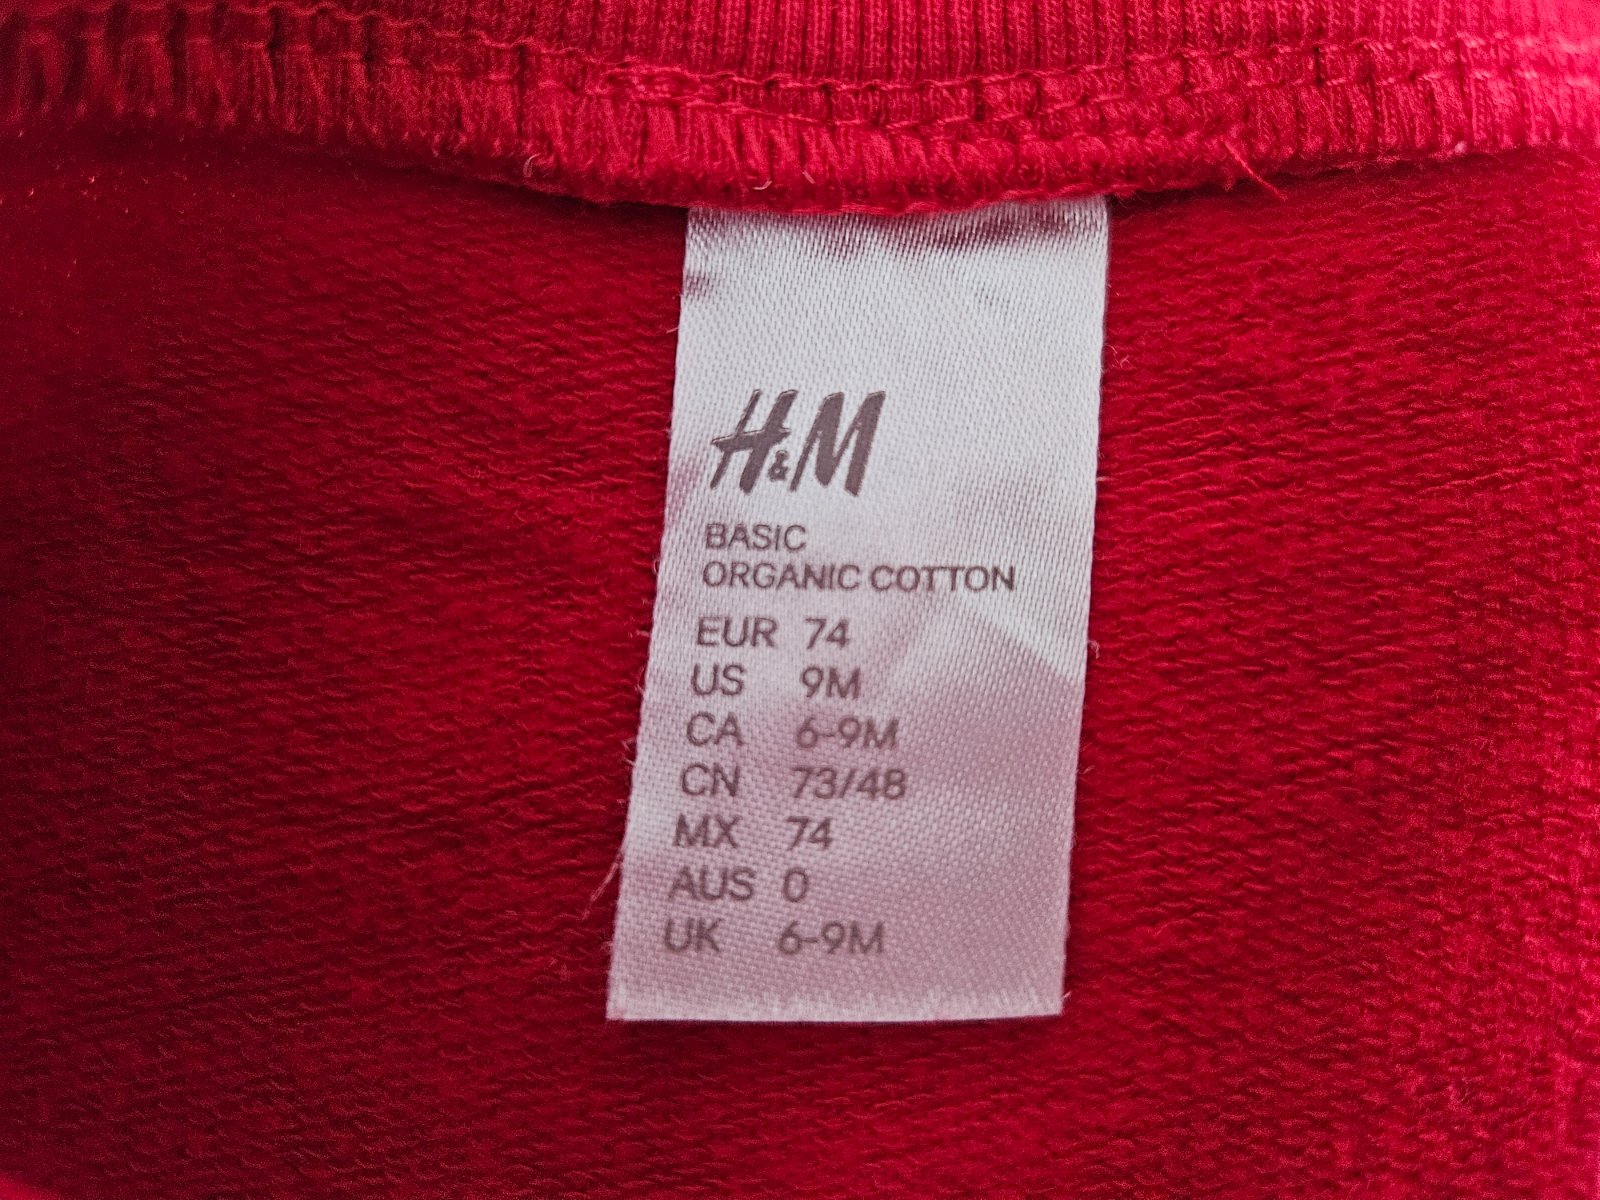 H&M
BASIC
ORGANIC COTTON
EUR 74
US 9M
CA 6-9M
CN 73/48
MX 74
AUS 0
UK 6-9M